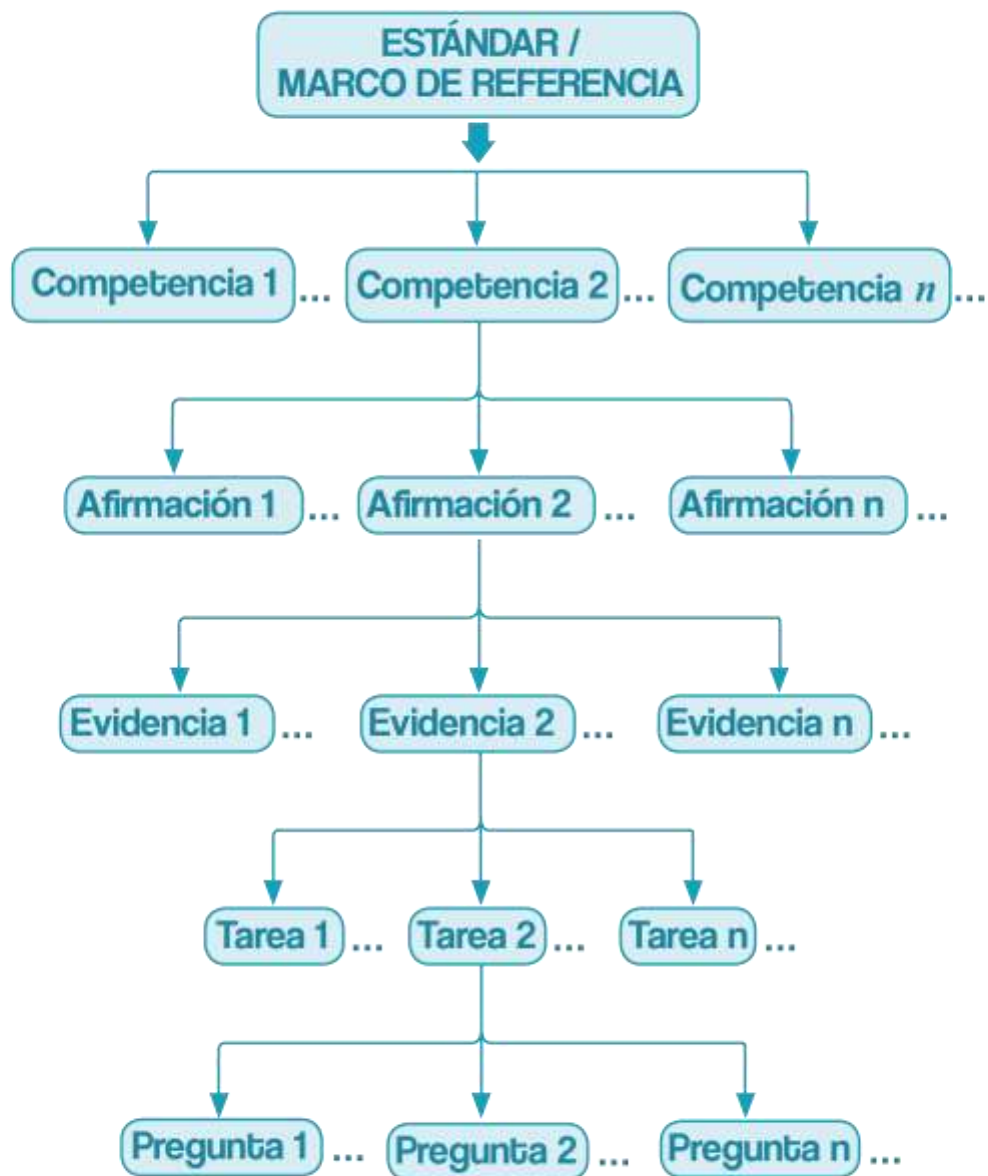 ESTÁNDAR /
MARCO DE REFERENCIA
Competencia 1 ... Competencia 2 ... Competencia n ...
Afirmación 1 ... Afirmación 2 ... Afirmación n ...
Evidencia 1 ... Evidencia 2 ... Evidencia n ...
Tarea 1 ... Tarea 2 ... Tarea n ...
Pregunta 1 ... Pregunta 2 ... Pregunta n ...